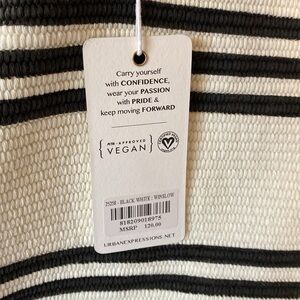 Carry yourself
with CONFIDENCE,
wear your PASSION
with PRIDE &
keep moving FORWARD
PETA - APPROVED
VEGAN
25238 - BLACK WHITE - WINSLOW
818209018975
MSRP 120.00
URBANEXPRESSIONS.NET